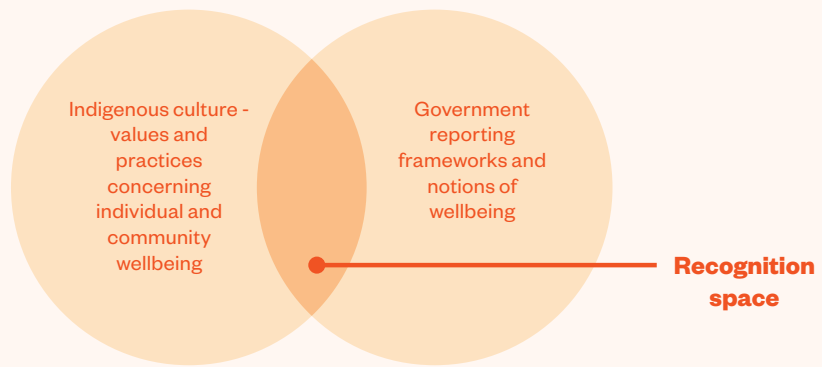 Indigenous culture -
values and
practices
concerning
individual and
community
wellbeing
Government
reporting
frameworks and
notions of
wellbeing
Recognition
space